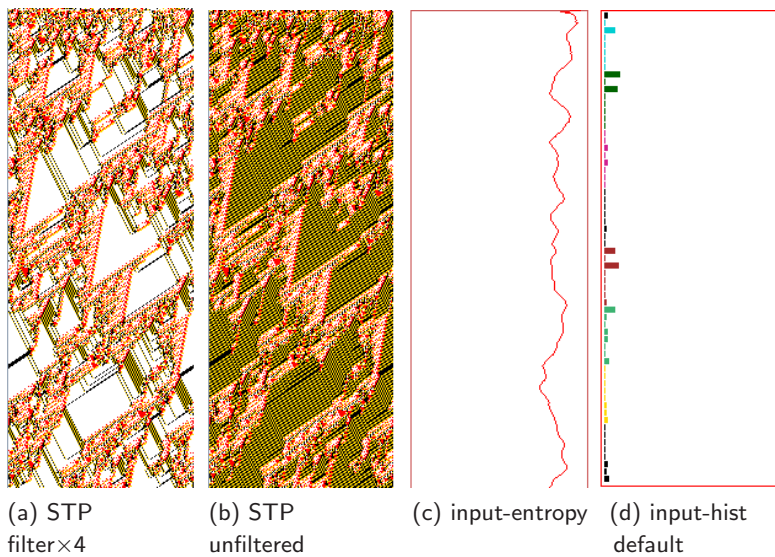 (a) STP
filter×4
(b) STP
unfiltered
(c) input-entropy
(d) input-hist
default